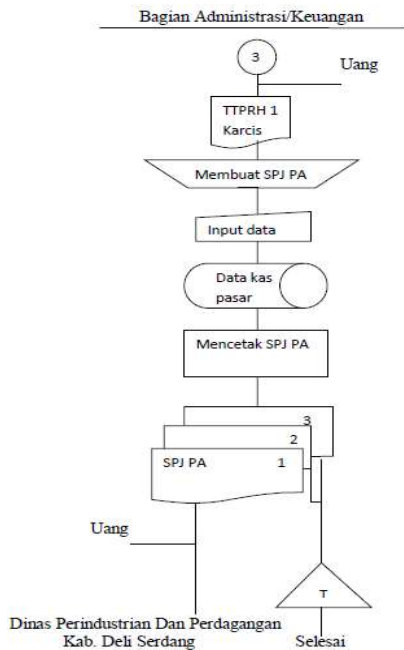 Bagian Administrasi/Keuangan
3
Uang
TTPRH 1
Karcis
Membuat SPJ PA
Input data
Data kas
pasar
Mencetak SPJ PA
3
2
SPJ PA 1
Uang
T
Dinas Perindustrian Dan Perdagangan
Kab. Deli Serdang
Selesai